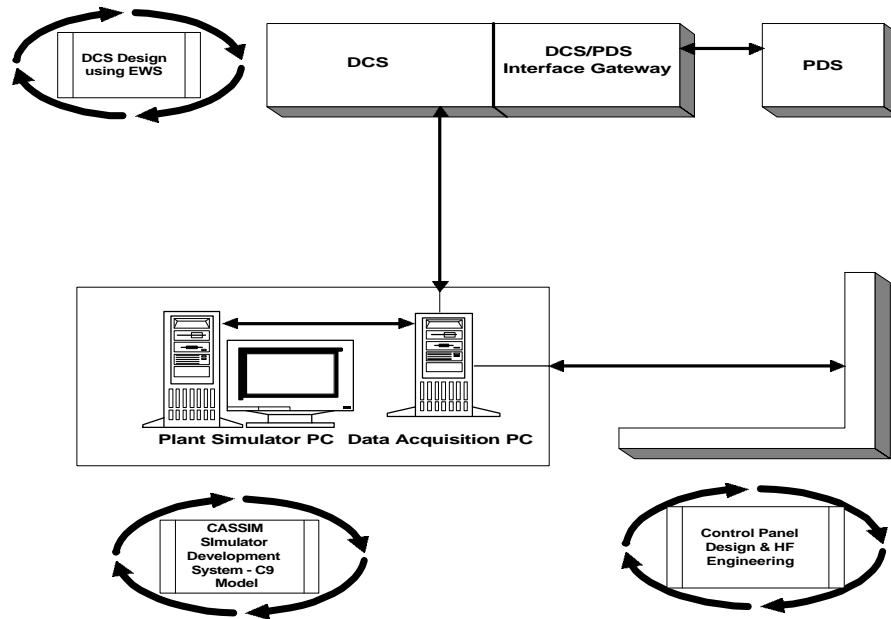 DCS Design
using EWS
DCS
DCS/PDS
Interface Gateway
PDS
Plant Simulator PC
Data Acquisition PC
CASSIM
SImulator
Development
System - C9
Model
Control Panel
Design & HF
Engineering